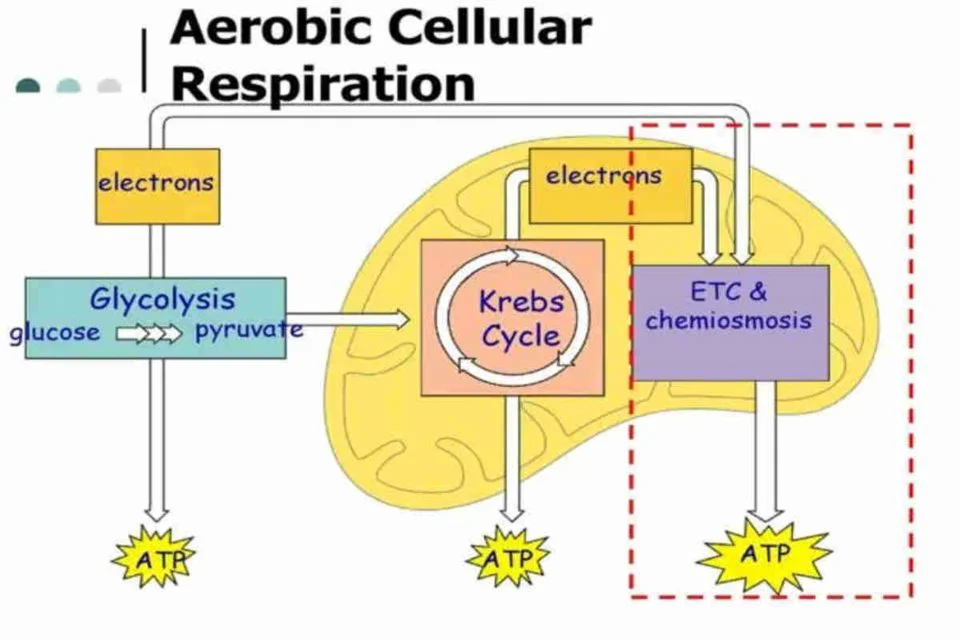 Aerobic Cellular
Respiration
electrons
electrons
Glycolysis
glucose
pyruvate
Krebs
Cycle
ETC &
chemiosmosis
ATP
ATP
ATP